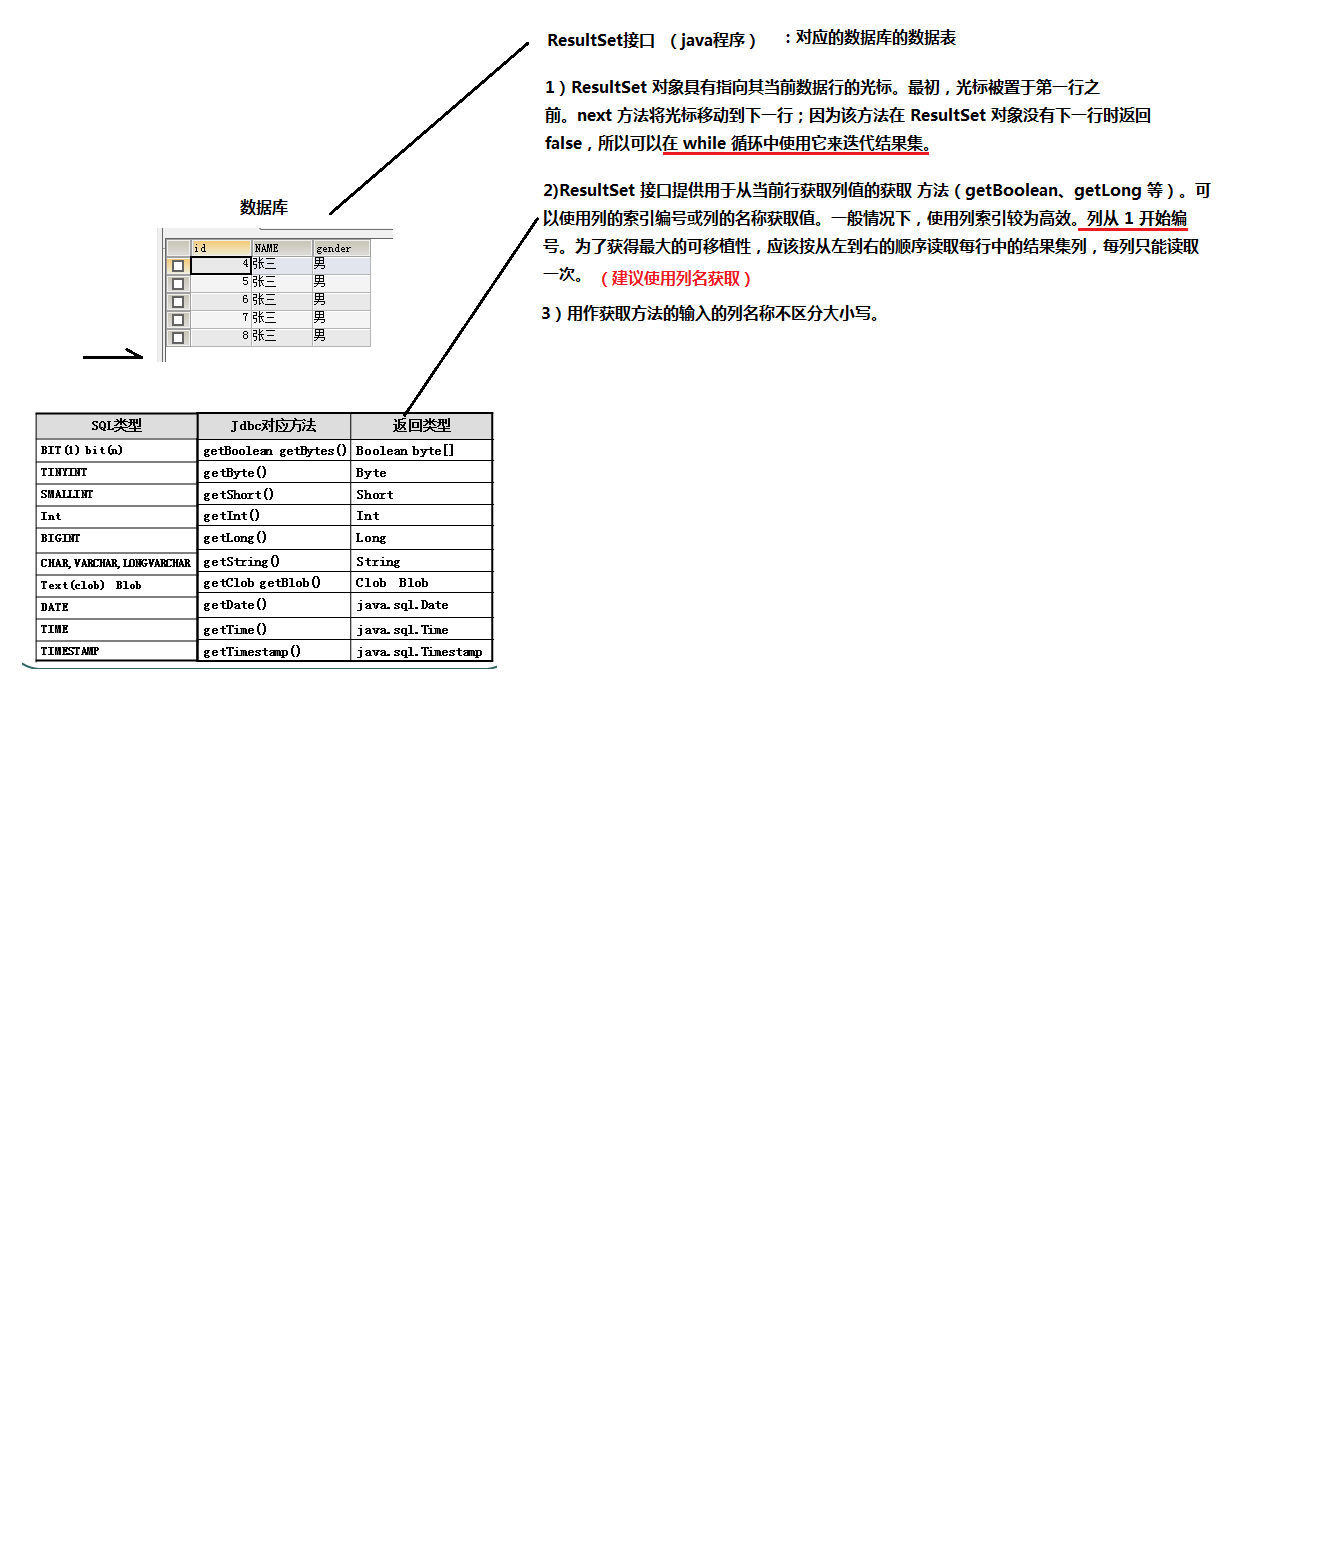 ResultSet接口 （java程序） ：对应的数据库的数据表
1）ResultSet 对象具有指向其当前数据行的光标。最初，光标被置于第一行之
前。next 方法将光标移动到下一行；因为该方法在 ResultSet 对象没有下一行时返回
false，所以可以在 while 循环中使用它来迭代结果集。
2)ResultSet 接口提供用于从当前行获取列值的获取 方法（getBoolean、getLong 等）。可
以使用列的索引编号或列的名称获取值。一般情况下，使用列索引较为高效。列从 1 开始编
号。为了获得最大的可移植性，应该按从左到右的顺序读取每行中的结果集列，每列只能读取
一次。 （建议使用列名获取）
3）用作获取方法的输入的列名称不区分大小写。
数据库
id NAME gender
4 张三 男
5 张三 男
6 张三 男
7 张三 男
8 张三 男
SQL类型 Jdbc对应方法 返回类型
BIT(1) bit(n) getBoolean getBytes() Boolean byte[]
TINYINT getByte() Byte
SMALLINT getShort() Short
Int getInt() Int
BIGINT getLong() Long
CHAR,VARCHAR,LONGVARCHAR getString() String
Text(clob) Blob getClob getBlob() Clob Blob
DATE getDate() java.sql.Date
TIME getTime() java.sql.Time
TIMESTAMP getTimestamp() java.sql.Timestamp